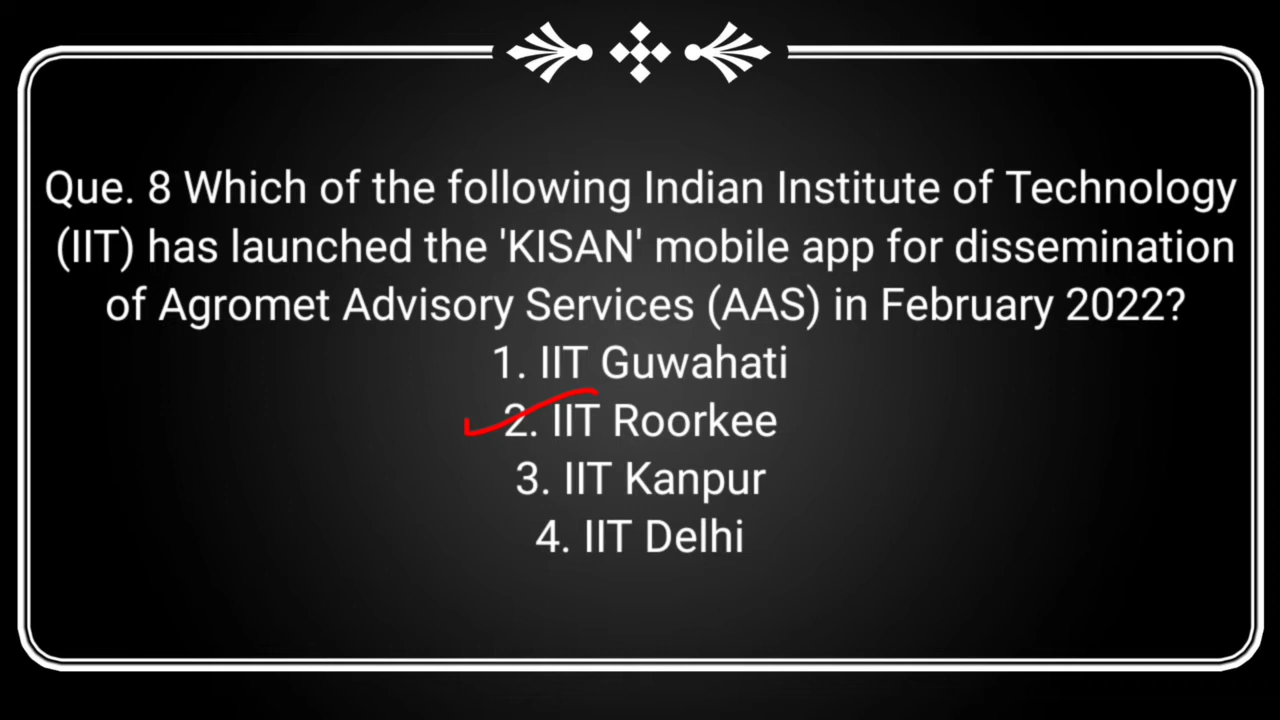 Que. 8 Which of the following Indian Institute of Technology
(IIT) has launched the 'KISAN' mobile app for dissemination
of Agromet Advisory Services (AAS) in February 2022?
1. IIT Guwahati
2. IIT Roorkee
3. IIT Kanpur
4. IIT Delhi